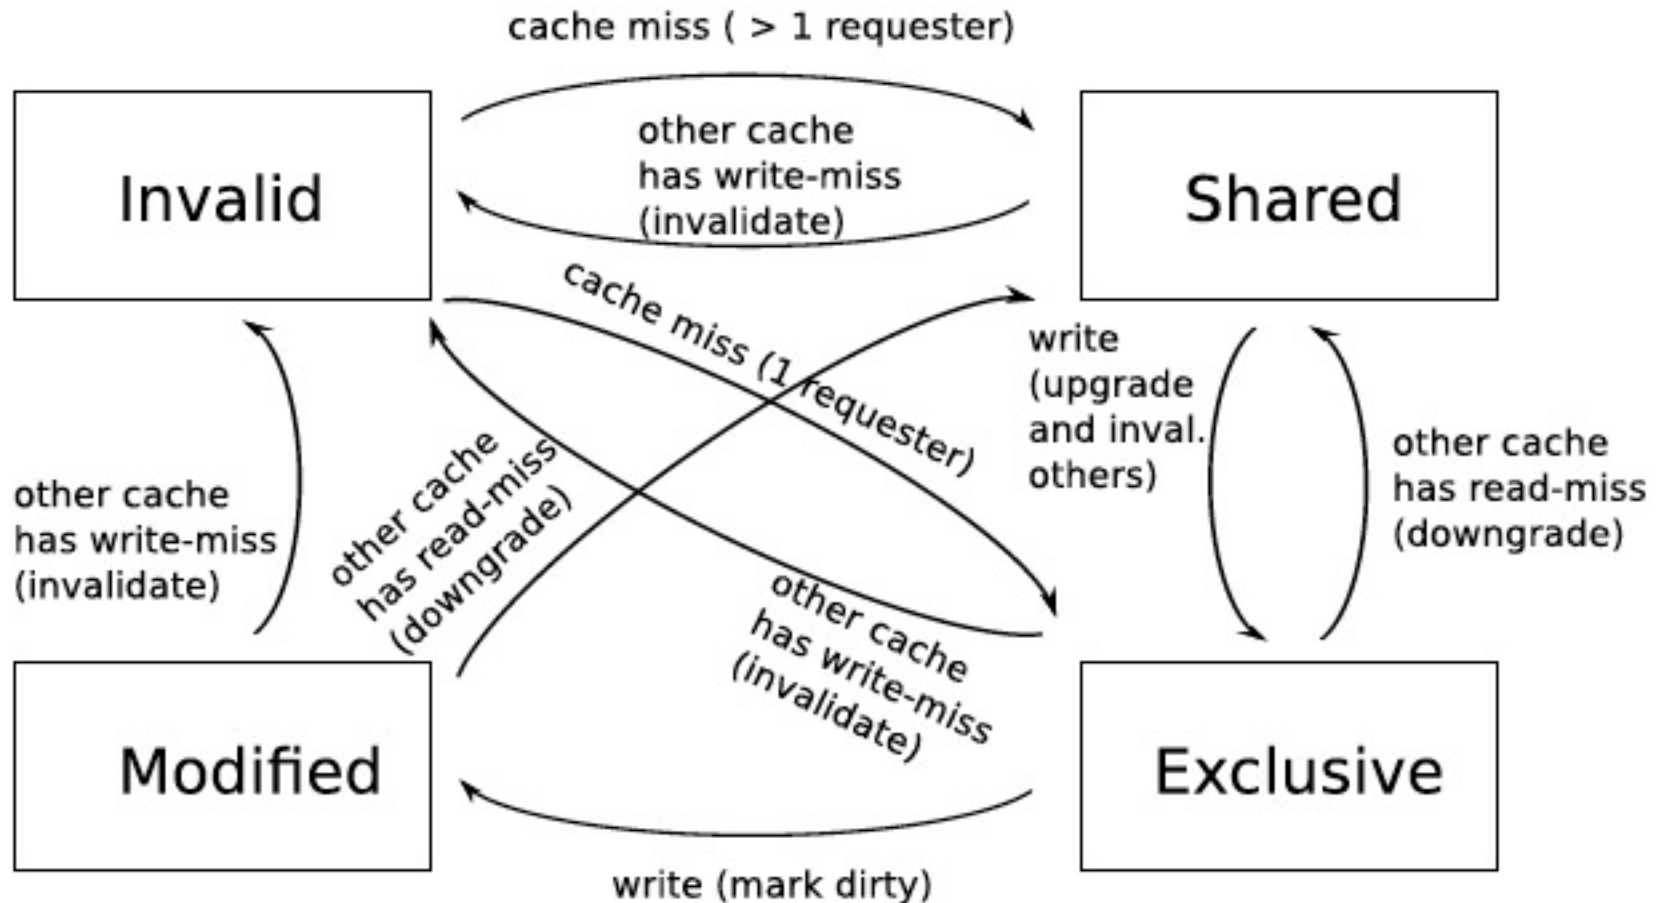 cache miss ( > 1 requester)
Invalid
other cache
has write-miss
(invalidate)
Shared
cache miss (1 requester)
write
(upgrade
and inval.
others)
other cache
has read-miss
(downgrade)
other cache
has write-miss
(invalidate)
other cache
has read-miss
(downgrade)
other cache
has write-miss
(invalidate)
Modified
Exclusive
write (mark dirty)